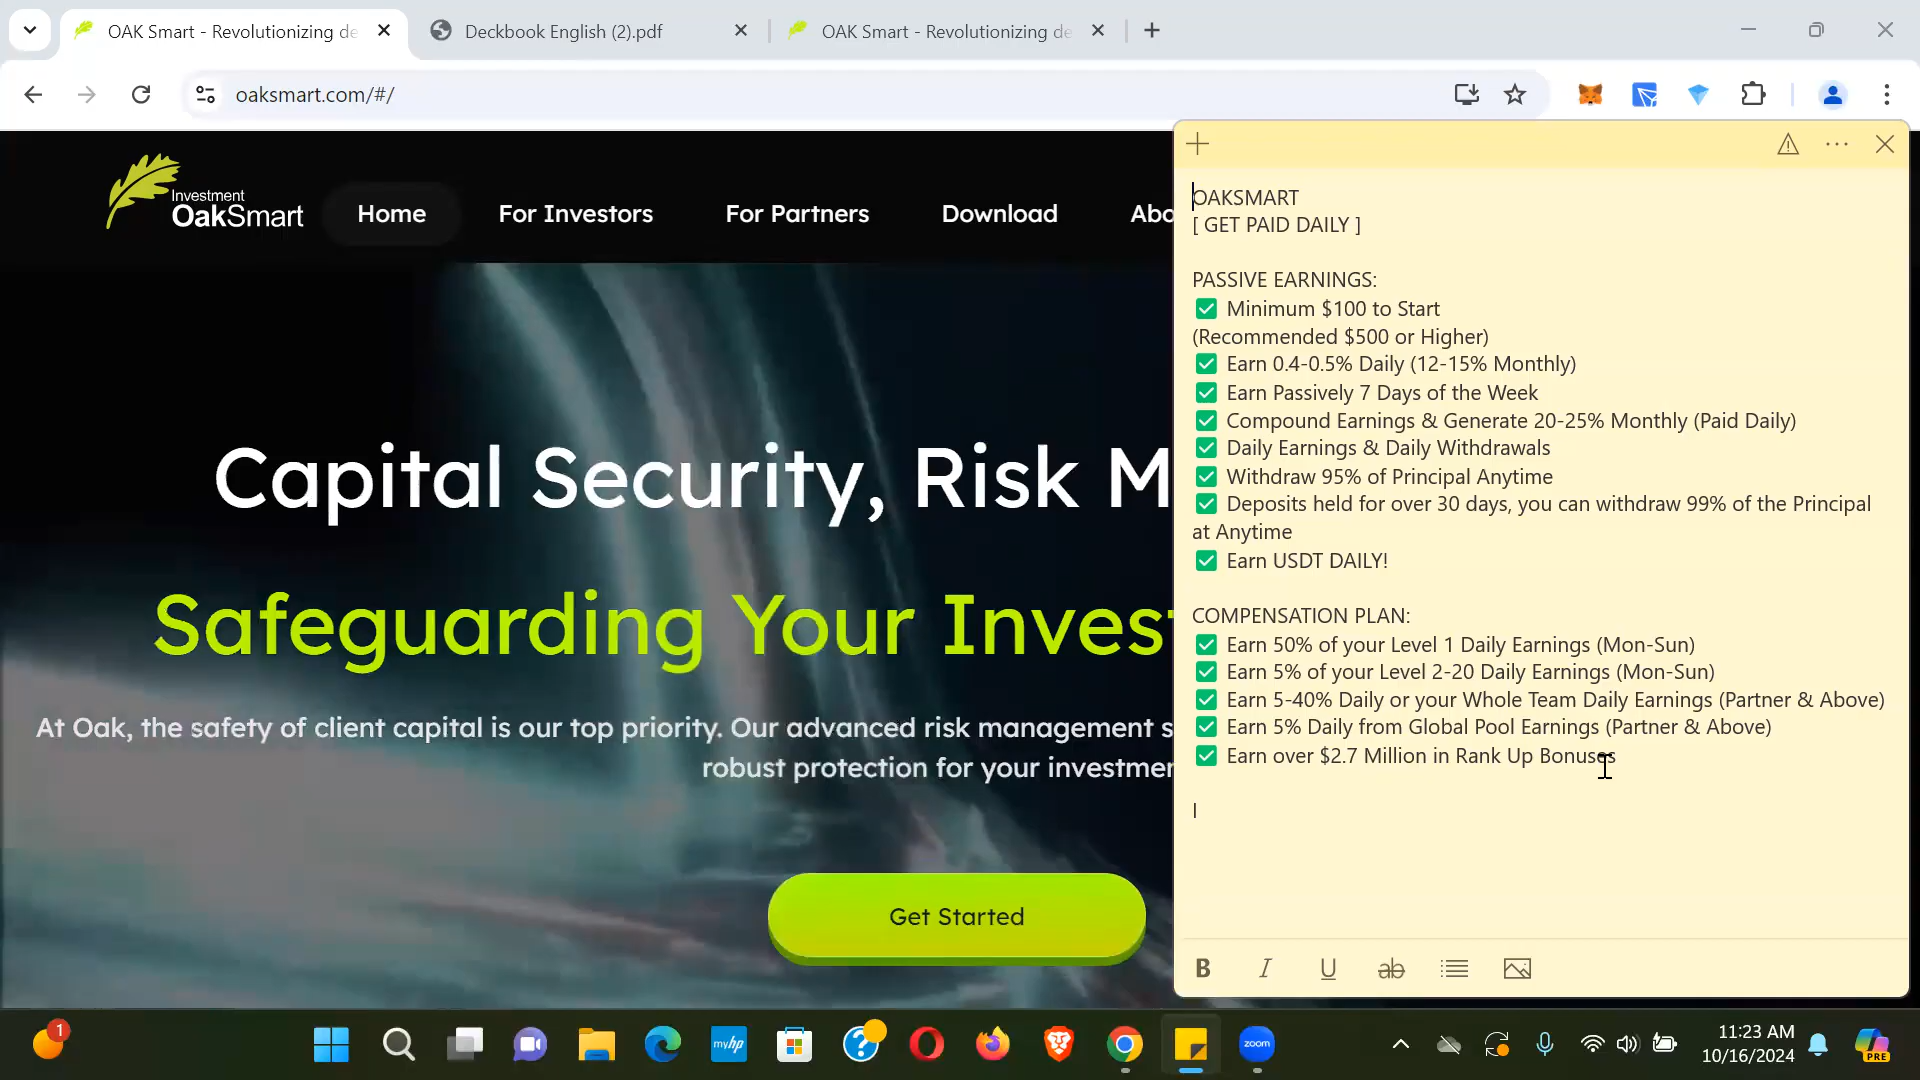 OAK Smart - Revolutionizing de
Deckbook English (2).pdf
OAK Smart - Revolutionizing de
oaksmart.com/#/
Investment
OakSmart
Home
For Investors
For Partners
Download
Abo
Capital Security, Risk M
Safeguarding Your Invest
At Oak, the safety of client capital is our top priority. Our advanced risk management s
robust protection for your investmen
Get Started
OAKSMART
[ GET PAID DAILY ]
PASSIVE EARNINGS:
✅ Minimum $100 to Start
(Recommended $500 or Higher)
✅ Earn 0.4-0.5% Daily (12-15% Monthly)
✅ Earn Passively 7 Days of the Week
✅ Compound Earnings & Generate 20-25% Monthly (Paid Daily)
✅ Daily Earnings & Daily Withdrawals
✅ Withdraw 95% of Principal Anytime
✅ Deposits held for over 30 days, you can withdraw 99% of the Principal
at Anytime
✅ Earn USDT DAILY!
COMPENSATION PLAN:
✅ Earn 50% of your Level 1 Daily Earnings (Mon-Sun)
✅ Earn 5% of your Level 2-20 Daily Earnings (Mon-Sun)
✅ Earn 5-40% Daily or your Whole Team Daily Earnings (Partner & Above)
✅ Earn 5% Daily from Global Pool Earnings (Partner & Above)
✅ Earn over $2.7 Million in Rank Up Bonuses
I
B I U ab
1
myhp
zoom
11:23 AM
10/16/2024
PRE